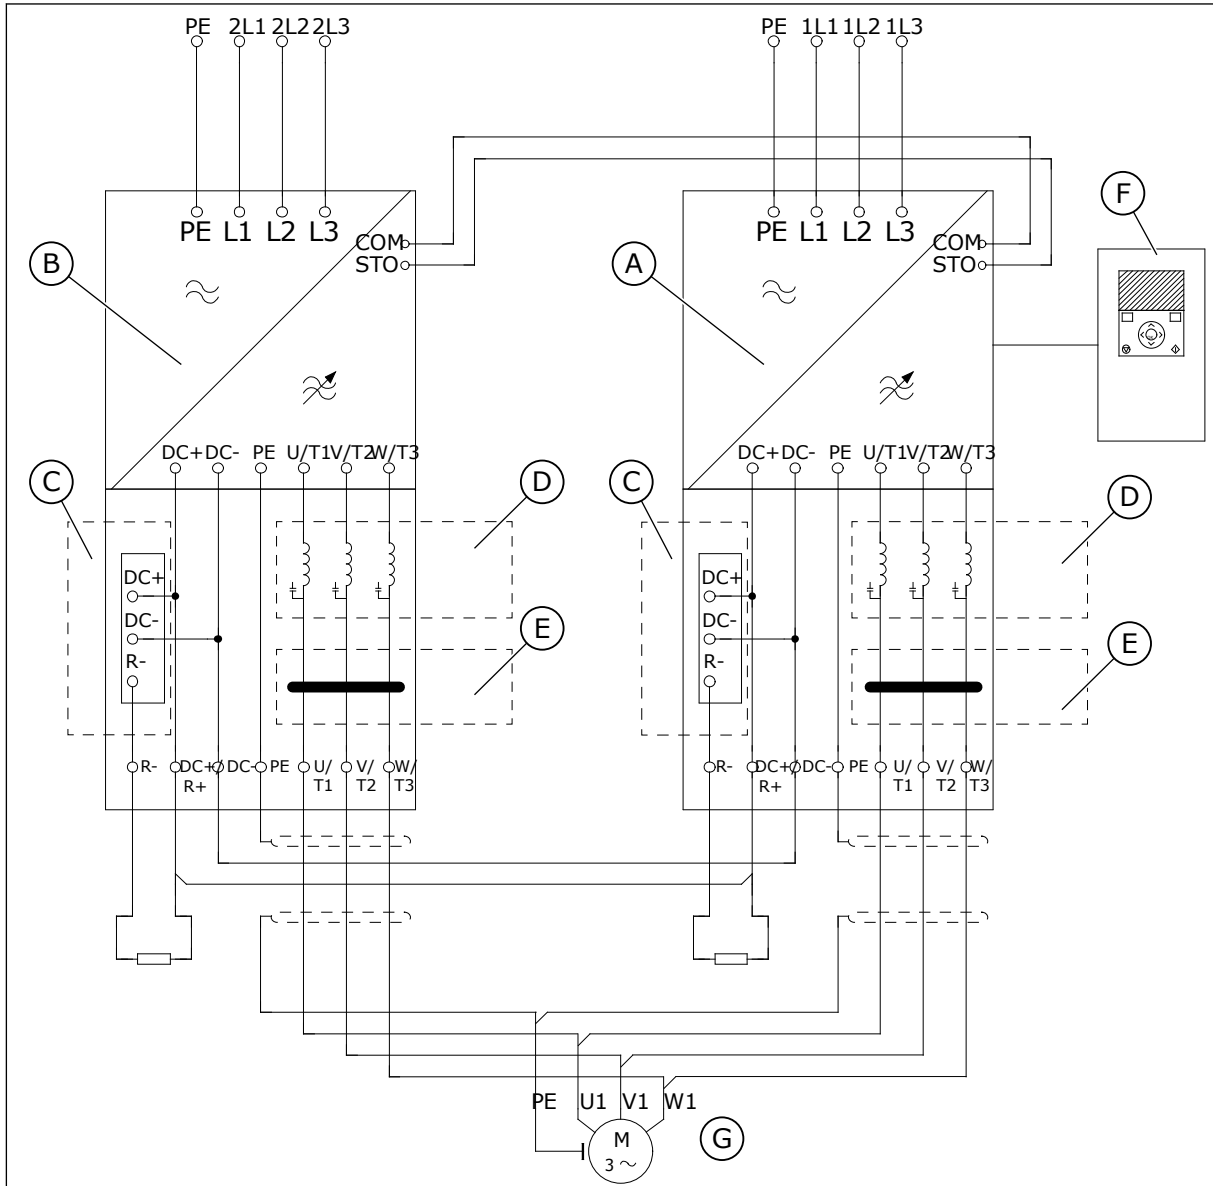 PE 2L1 2L2 2L3 PE 1L1 1L2 1L3
F
PE L1 L2 L3 PE L1 L2 L3
COM COM
STO STO
B A
DC+ DC- PE U/T1 V/T2 W/T3 DC+ DC- PE U/T1 V/T2 W/T3
C D C D
DC+ DC+
DC- DC-
E E
R- R-
R- DC+/ DC- PE U/ V/ W/ R- DC+/ DC- PE U/ V/ W/
R+ T1 T2 T3 R+ T1 T2 T3
PE U1 V1 W1
M G
3 ~